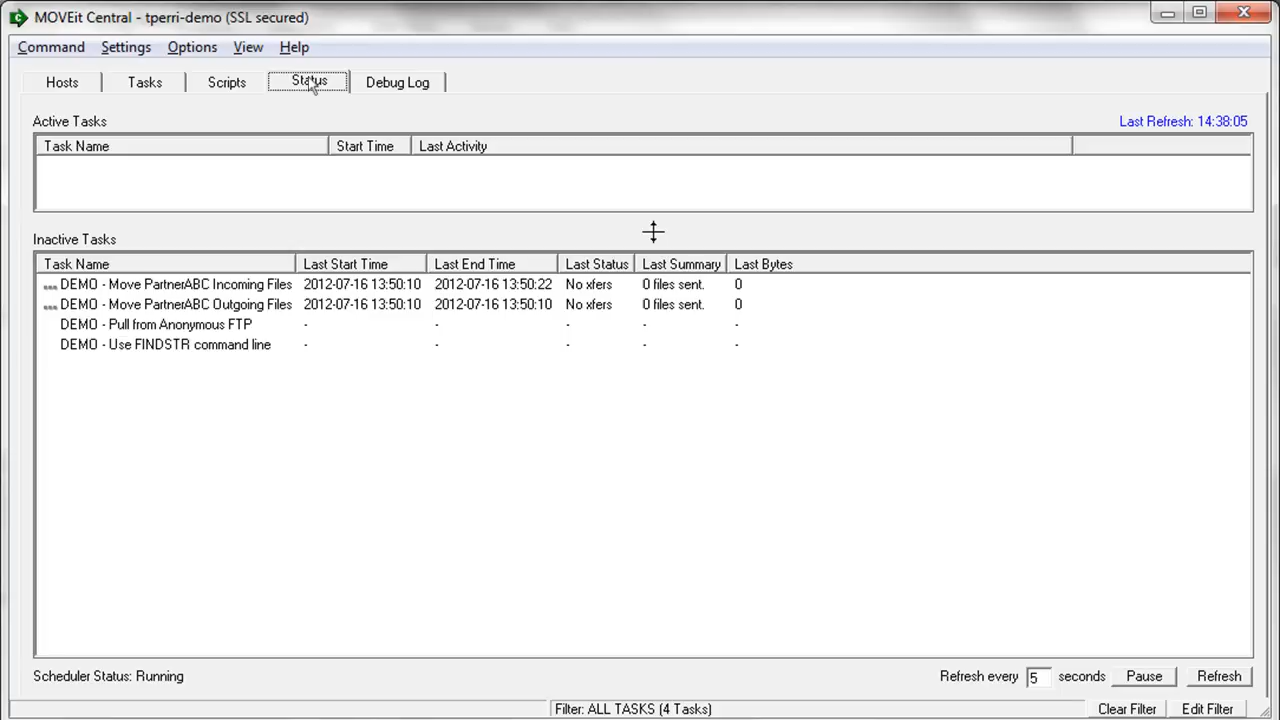 MOVEit Central - tperri-demo (SSL secured)
Command Settings Options View Help
Hosts Tasks Scripts Status Debug Log
Active Tasks Last Refresh: 14:38:05
Task Name Start Time Last Activity
Inactive Tasks
Task Name Last Start Time Last End Time Last Status Last Summary Last Bytes
DEMO - Move PartnerABC Incoming Files 2012-07-16 13:50:10 2012-07-16 13:50:22 No xfers 0 files sent. 0
DEMO - Move PartnerABC Outgoing Files 2012-07-16 13:50:10 2012-07-16 13:50:10 No xfers 0 files sent. 0
DEMO - Pull from Anonymous FTP - - - - -
DEMO - Use FINDSTR command line - - - - -
Scheduler Status: Running Refresh every 5 seconds Pause Refresh
Filter: ALL TASKS (4 Tasks) Clear Filter Edit Filter